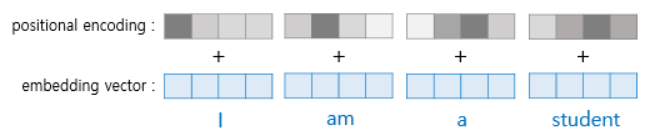 positional encoding :
+ + + +
embedding vector :
I am a student